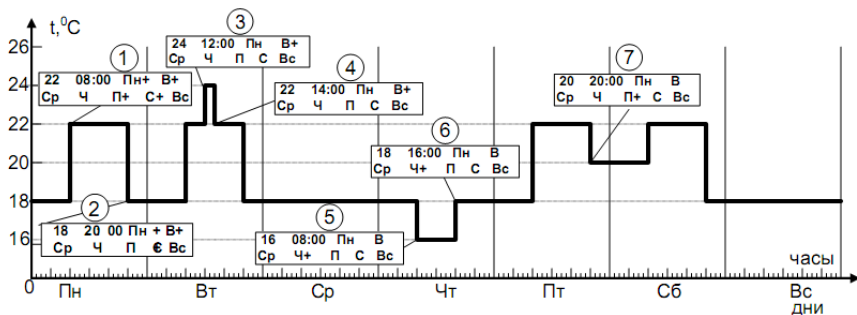 t,⁰C
26
24
22
20
18
16
0
1
22 08:00 Пн+ В+
Ср Ч П+ С+ Вс
2
18 20 00 Пн + В+
Ср Ч П С Вс
3
24 12:00 Пн В+
Ср Ч П С Вс
4
22 14:00 Пн В+
Ср Ч П С Вс
5
16 08:00 Пн В
Ср Ч+ П С Вс
6
18 16:00 Пн В
Ср Ч+ П С Вс
7
20 20:00 Пн В
Ср Ч П+ С Вс
часы
Пн Вт Ср Чт Пт Сб Вс
дни